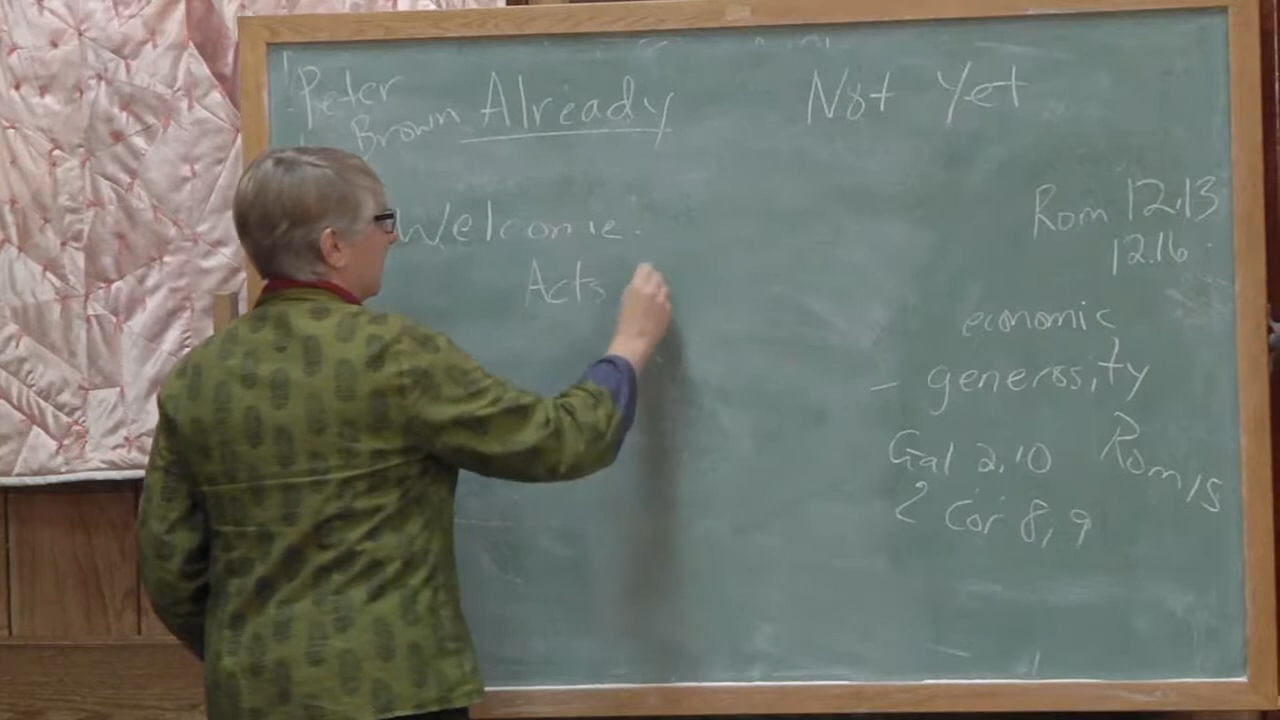 Peter
Brown
Already
Not Yet
Welcome.
Acts
Rom 12.13
12.16
economic
- generosity
Gal 2.10
Rom 15
2 Cor 8,9